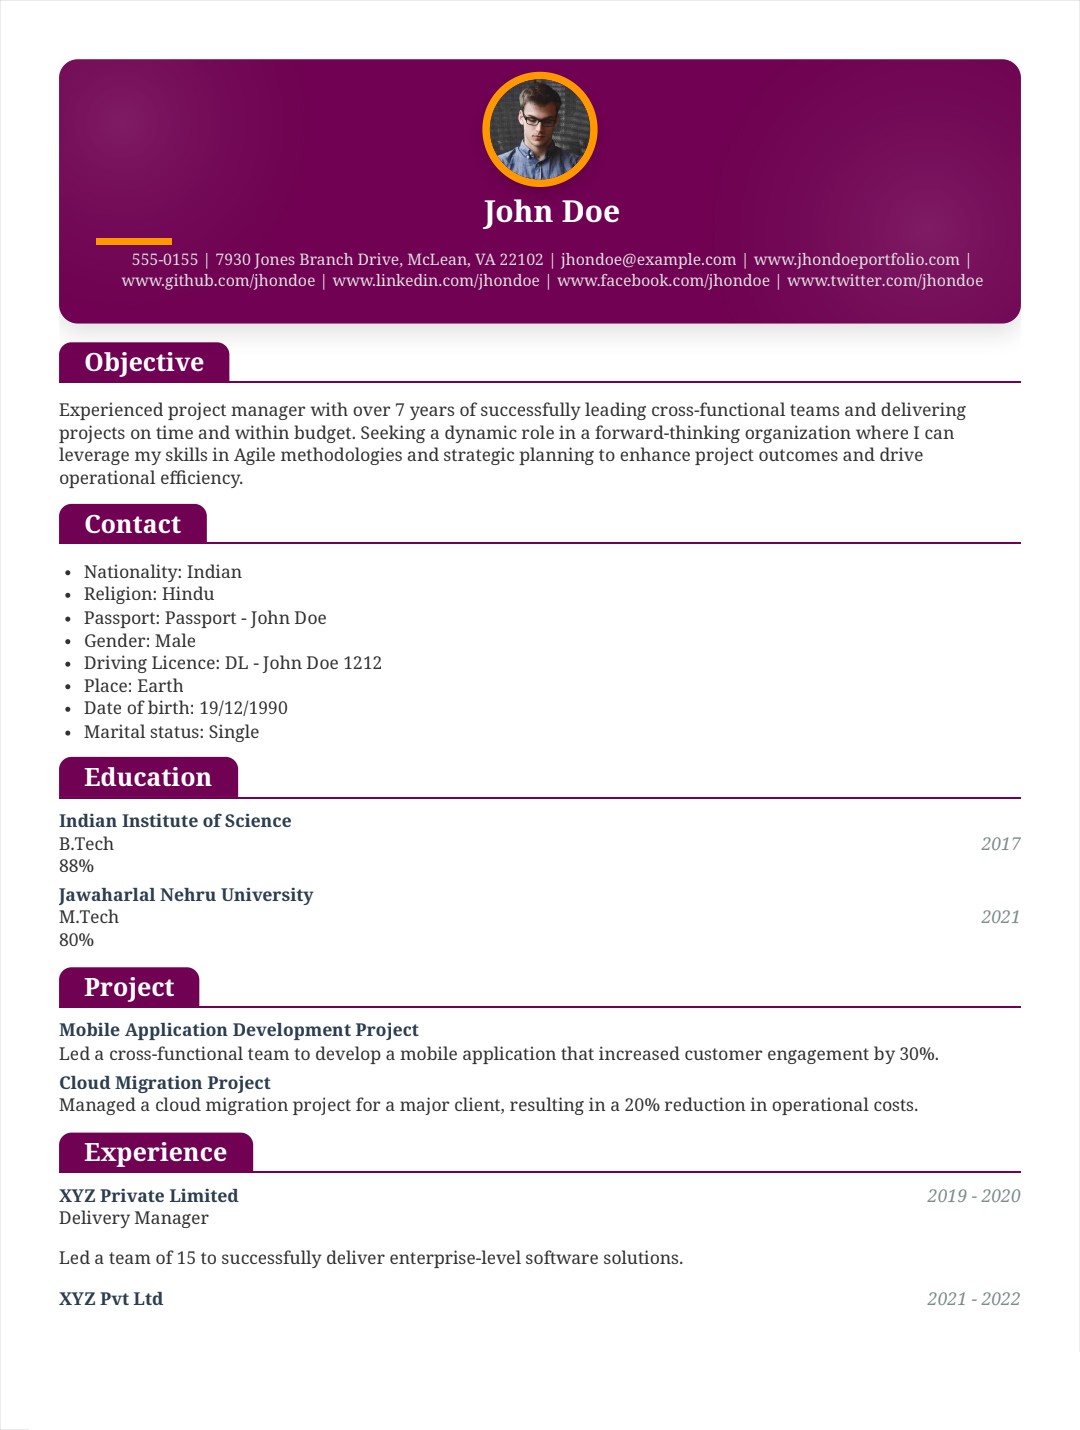 John Doe
555-0155 | 7930 Jones Branch Drive, McLean, VA 22102 | jhondoe@example.com | www.jhondoeportfolio.com |
www.github.com/jhondoe | www.linkedin.com/jhondoe | www.facebook.com/jhondoe | www.twitter.com/jhondoe
Objective
Experienced project manager with over 7 years of successfully leading cross-functional teams and delivering
projects on time and within budget. Seeking a dynamic role in a forward-thinking organization where I can
leverage my skills in Agile methodologies and strategic planning to enhance project outcomes and drive
operational efficiency.
Contact
• Nationality: Indian
• Religion: Hindu
• Passport: Passport - John Doe
• Gender: Male
• Driving Licence: DL - John Doe 1212
• Place: Earth
• Date of birth: 19/12/1990
• Marital status: Single
Education
Indian Institute of Science
B.Tech 2017
88%
Jawaharlal Nehru University
M.Tech 2021
80%
Project
Mobile Application Development Project
Led a cross-functional team to develop a mobile application that increased customer engagement by 30%.
Cloud Migration Project
Managed a cloud migration project for a major client, resulting in a 20% reduction in operational costs.
Experience
XYZ Private Limited 2019 - 2020
Delivery Manager
Led a team of 15 to successfully deliver enterprise-level software solutions.
XYZ Pvt Ltd 2021 - 2022